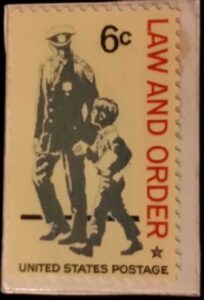 6c
LAW AND ORDER
UNITED STATES POSTAGE